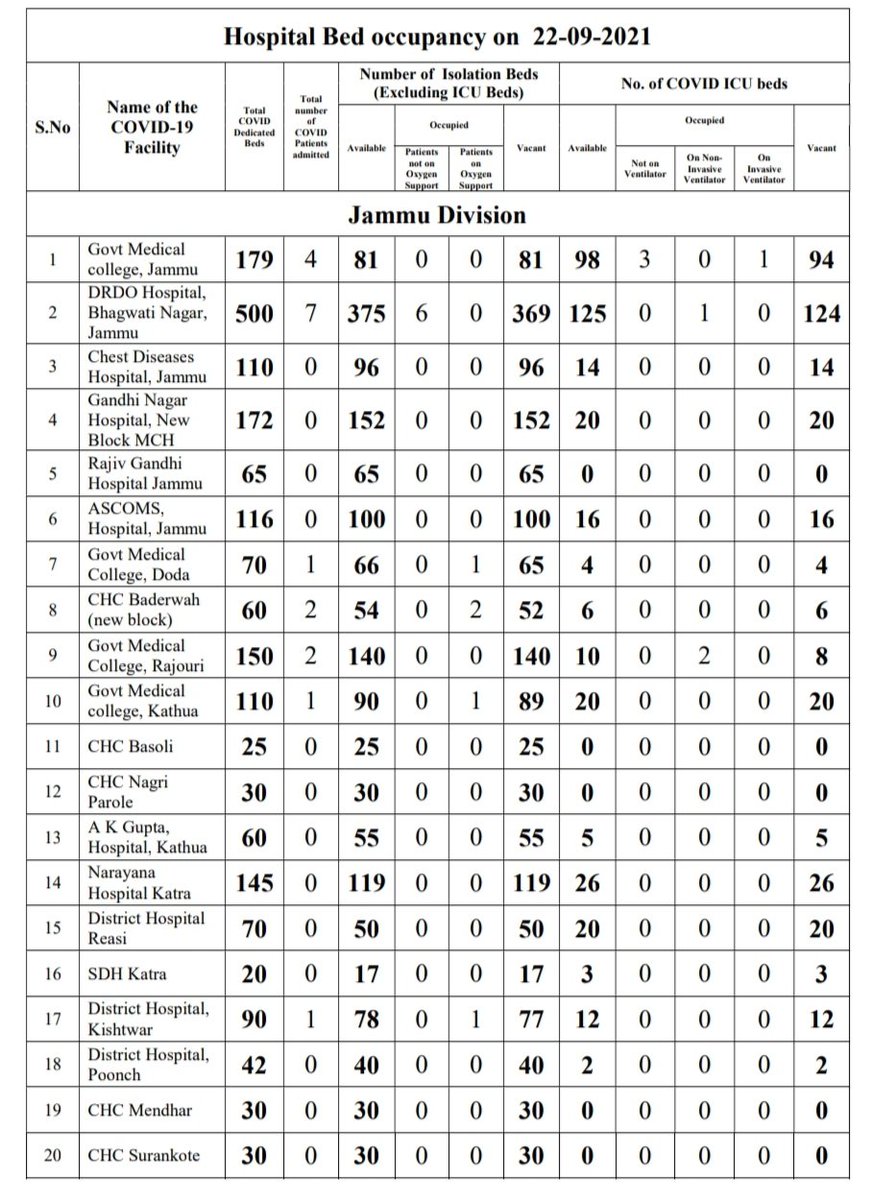 Hospital Bed occupancy on 22-09-2021
S.No
Name of the
COVID-19
Facility
Total
COVID
Dedicated
Beds
Total
number
of
COVID
Patients
admitted
Number of Isolation Beds
(Excluding ICU Beds)
No. of COVID ICU beds
Available
Occupied
Patients
not on
Oxygen
Support
Patients
on
Oxygen
Support
Vacant
Available
Occupied
Not on
Ventilator
On Non-
Invasive
Ventilator
On
Invasive
Ventilator
Vacant
Jammu Division
1 Govt Medical
college, Jammu 179 4 81 0 0 81 98 3 0 1 94
2 DRDO Hospital,
Bhagwati Nagar,
Jammu 500 7 375 6 0 369 125 0 1 0 124
3 Chest Diseases
Hospital, Jammu 110 0 96 0 0 96 14 0 0 0 14
4 Gandhi Nagar
Hospital, New
Block MCH 172 0 152 0 0 152 20 0 0 0 20
5 Rajiv Gandhi
Hospital Jammu 65 0 65 0 0 65 0 0 0 0 0
6 ASCOMS,
Hospital, Jammu 116 0 100 0 0 100 16 0 0 0 16
7 Govt Medical
College, Doda 70 1 66 0 1 65 4 0 0 0 4
8 CHC Baderwah
(new block) 60 2 54 0 2 52 6 0 0 0 6
9 Govt Medical
College, Rajouri 150 2 140 0 0 140 10 0 2 0 8
10 Govt Medical
college, Kathua 110 1 90 0 1 89 20 0 0 0 20
11 CHC Basoli 25 0 25 0 0 25 0 0 0 0 0
12 CHC Nagri
Parole 30 0 30 0 0 30 0 0 0 0 0
13 A K Gupta,
Hospital, Kathua 60 0 55 0 0 55 5 0 0 0 5
14 Narayana
Hospital Katra 145 0 119 0 0 119 26 0 0 0 26
15 District Hospital
Reasi 70 0 50 0 0 50 20 0 0 0 20
16 SDH Katra 20 0 17 0 0 17 3 0 0 0 3
17 District Hospital,
Kishtwar 90 1 78 0 1 77 12 0 0 0 12
18 District Hospital,
Poonch 42 0 40 0 0 40 2 0 0 0 2
19 CHC Mendhar 30 0 30 0 0 30 0 0 0 0 0
20 CHC Surankote 30 0 30 0 0 30 0 0 0 0 0